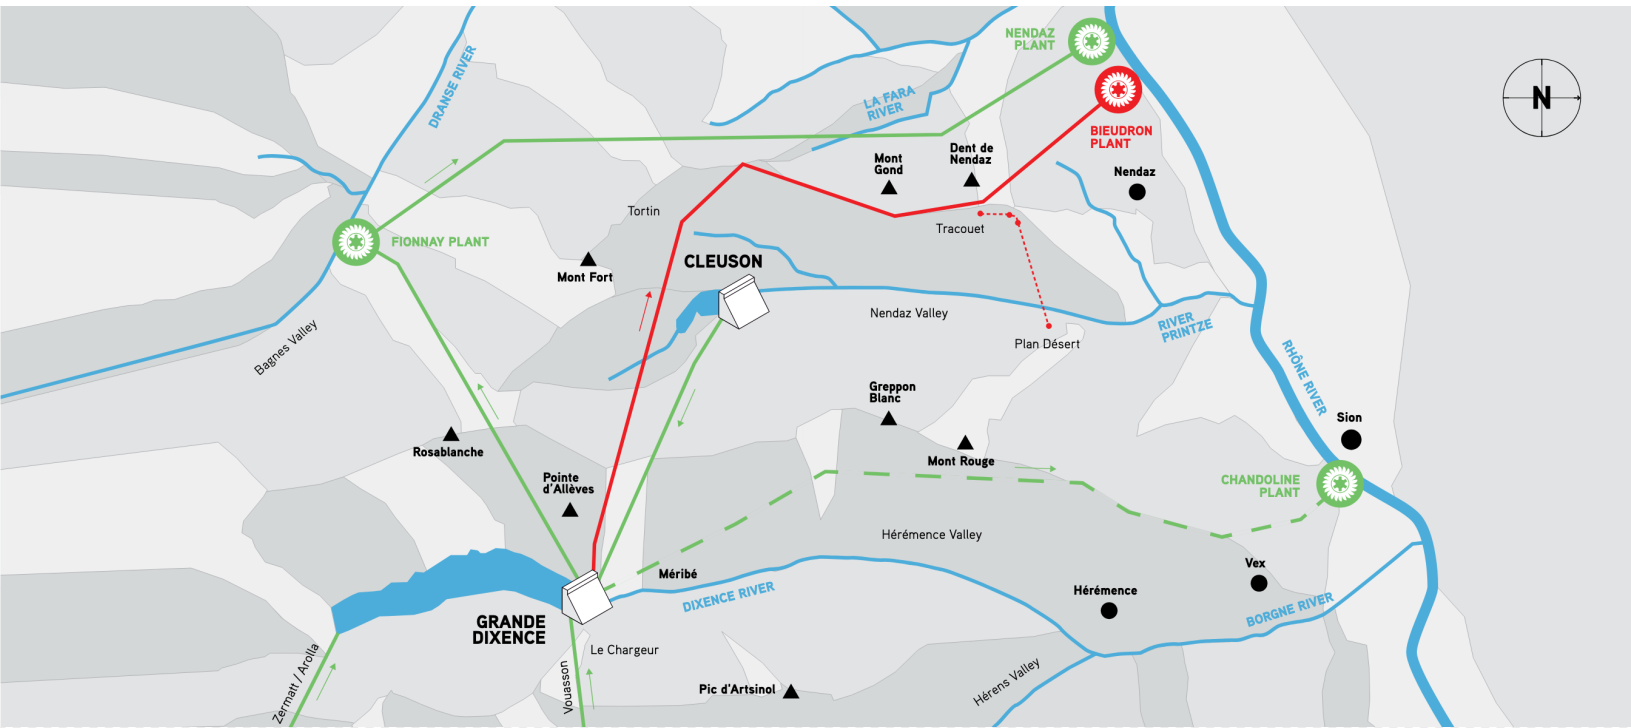 NENDAZ
PLANT
DRANSE RIVER
LA FARA
RIVER
N
BIEUDRON
PLANT
Mont
Gond
Dent de
Nendaz
Nendaz
Tortin
Tracouet
FIONNAY PLANT
CLEUSON
Mont Fort
Nendaz Valley
RIVER
PRINTZE
Plan Désert
Bagnes Valley
RHÔNE RIVER
Greppon
Blanc
Sion
Rosablanche
Mont Rouge
Pointe
d'Allèves
CHANDOLINE
PLANT
Hérémence Valley
Méribé
Vex
DIXENCE RIVER
Hérémence
BORGNE RIVER
GRANDE
DIXENCE
Le Chargeur
Zermatt / Arolla
Vouasson
Pic d'Artsinol
Hérens Valley